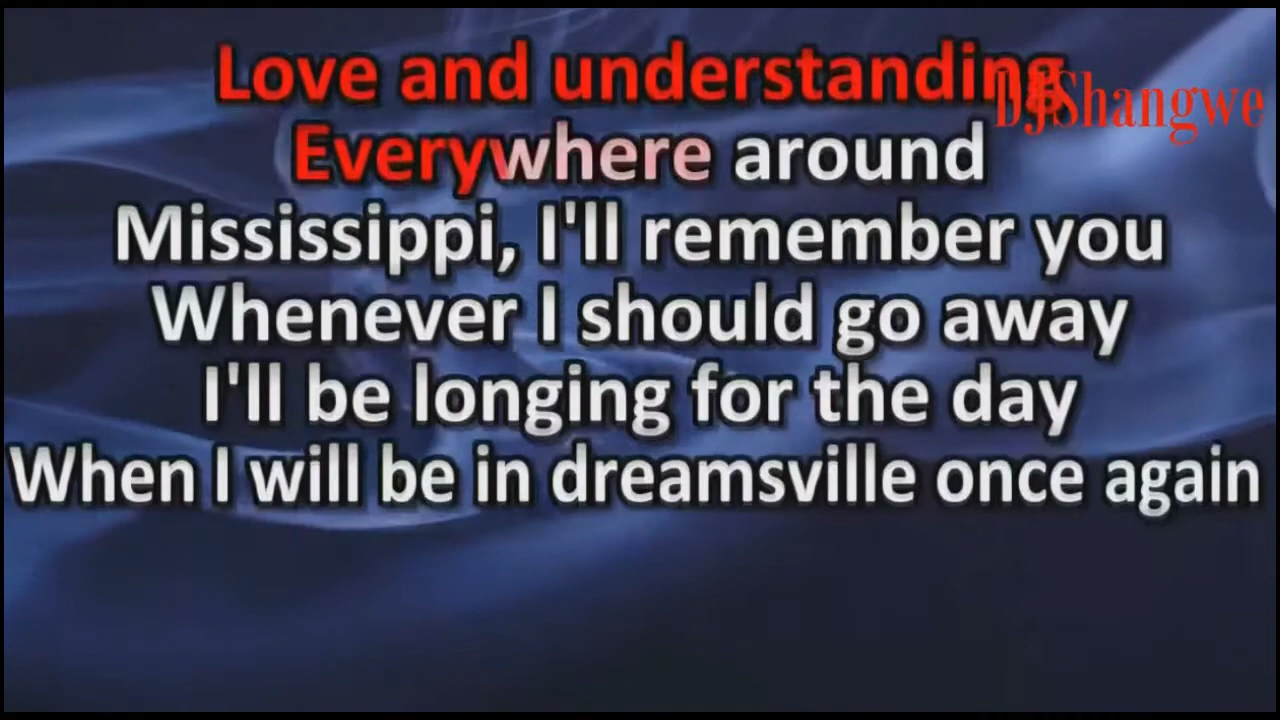 Love and understanding
DJShangwe
Everywhere around
Mississippi, I'll remember you
Whenever I should go away
I'll be longing for the day
When I will be in dreamsville once again